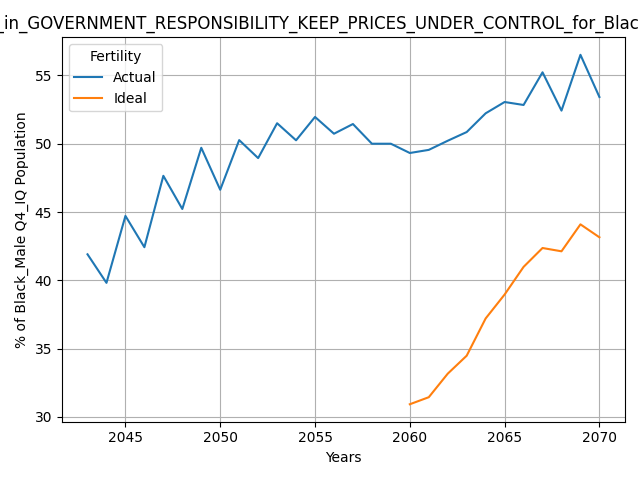 _in_GOVERNMENT_RESPONSIBILITY_KEEP_PRICES_UNDER_CONTROL_for_Blac
Fertility
Actual
Ideal
% of Black_Male Q4_IQ Population
55
50
45
40
35
30
2045 2050 2055 2060 2065 2070
Years